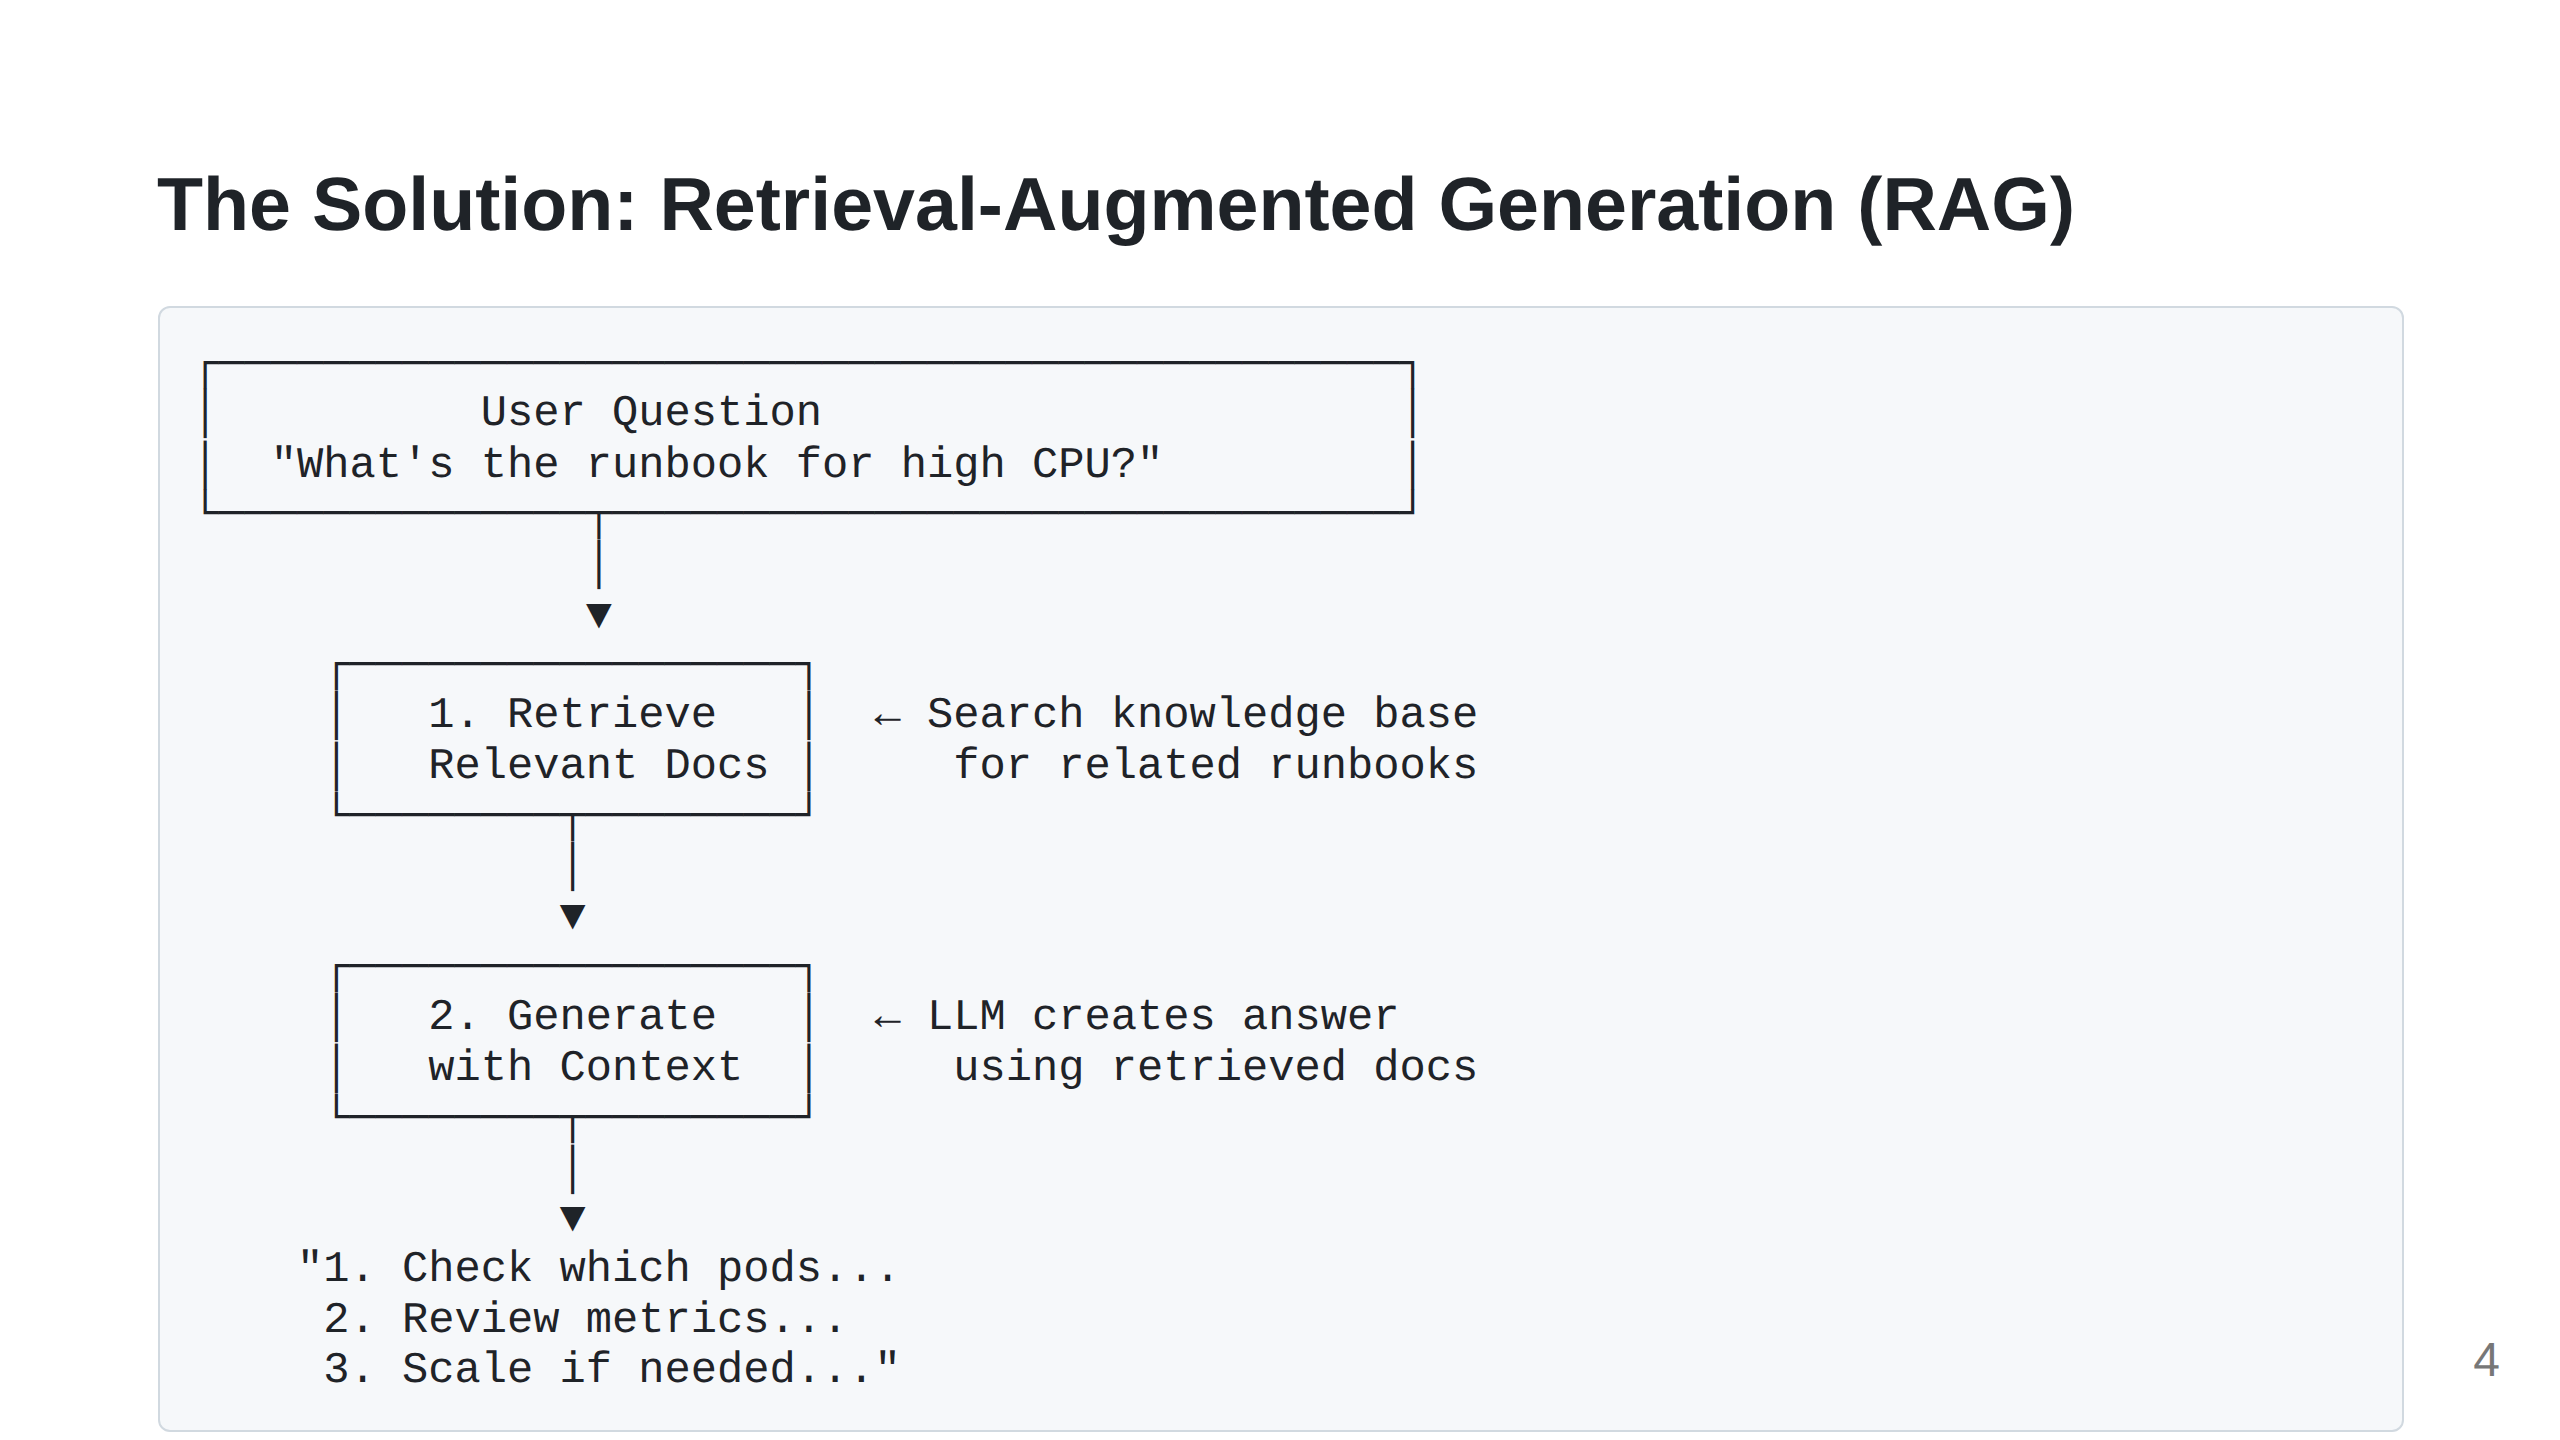 The Solution: Retrieval-Augmented Generation (RAG)
User Question
"What's the runbook for high CPU?"
1. Retrieve ← Search knowledge base
Relevant Docs for related runbooks
2. Generate ← LLM creates answer
with Context using retrieved docs
"1. Check which pods...
2. Review metrics...
3. Scale if needed..."
4